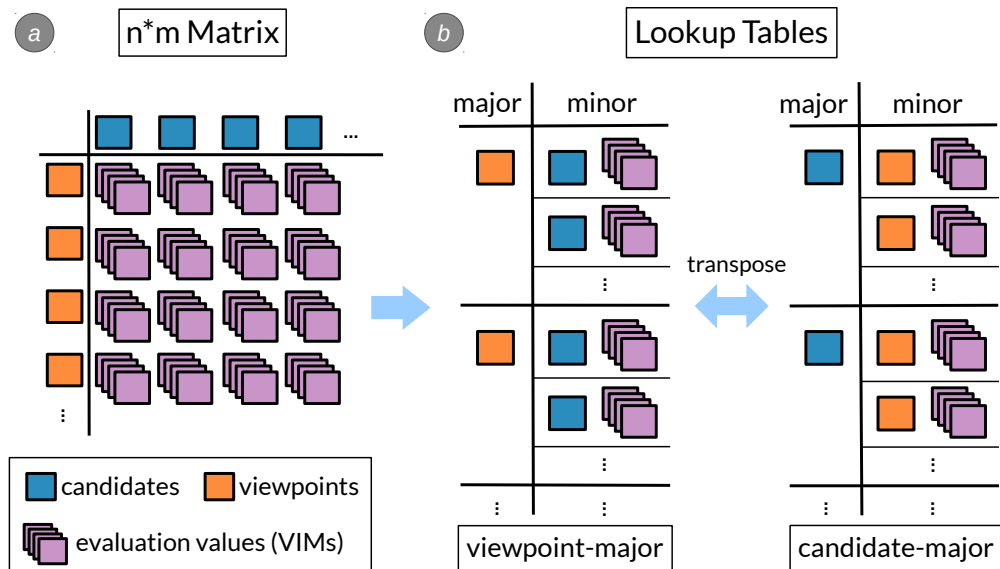 a
n*m Matrix
b
Lookup Tables
major
minor
major
minor
...
...
...
...
transpose
...
...
...
...
...
...
...
candidates
viewpoints
evaluation values (VIMs)
viewpoint-major
candidate-major